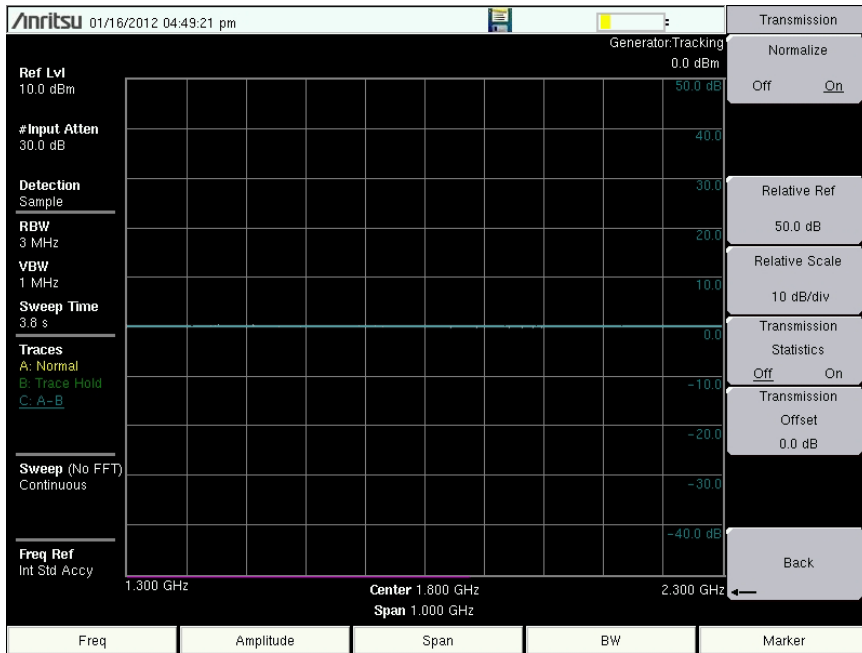 Anritsu 01/16/2012 04:49:21 pm
Transmission
Generator:Tracking
0.0 dBm
Ref Lvl
10.0 dBm
#Input Atten
30.0 dB
Detection
Sample
RBW
3 MHz
VBW
1 MHz
Sweep Time
3.8 s
Traces
A: Normal
B: Trace Hold
C: A-B
Sweep (No FFT)
Continuous
Freq Ref
Int Std Accy
50.0 dB
40.0
30.0
20.0
10.0
0.0
-10.0
-20.0
-30.0
-40.0 dB
1.300 GHz
Center 1.800 GHz
2.300 GHz
Span 1.000 GHz
Normalize
Off On
Relative Ref
50.0 dB
Relative Scale
10 dB/div
Transmission
Statistics
Off On
Transmission
Offset
0.0 dB
Back
Freq
Amplitude
Span
BW
Marker